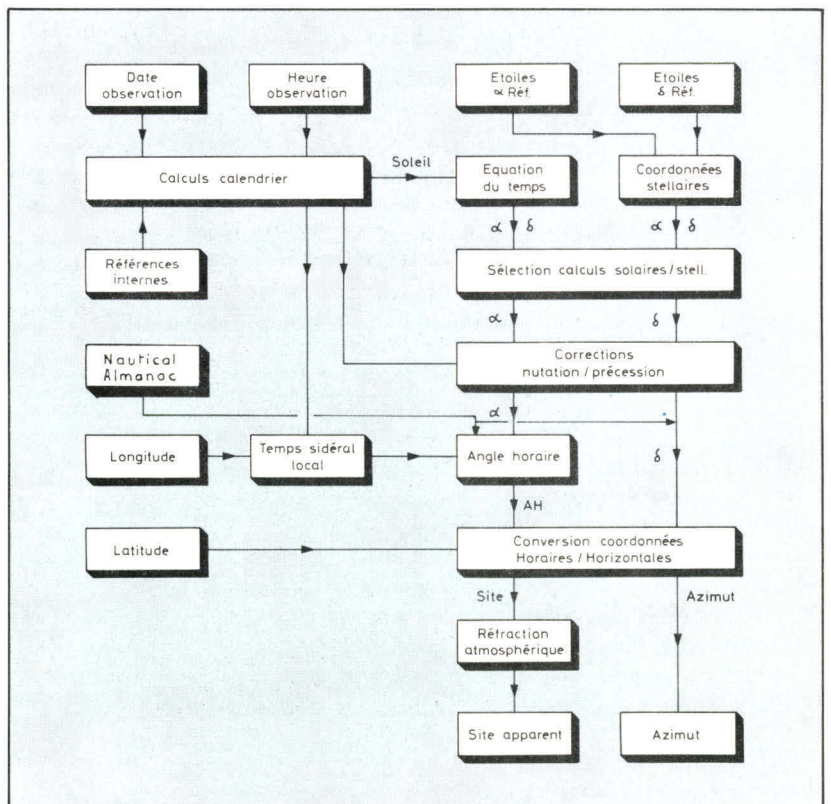 Date
observation
Heure
observation
Etoiles
α Réf.
Etoiles
δ Réf.
Calculs calendrier
Soleil
Equation
du temps
Coordonnées
stellaires
α δ
α δ
Références
internes
Sélection calculs solaires/stell.
α
δ
Nautical
Almanac
Corrections
nutation/précession
α
Longitude
Temps sidéral
local
Angle horaire
δ
AH
Latitude
Conversion coordonnées
Horaires/Horizontales
Site
Azimut
Réfraction
atmosphérique
Site apparent
Azimut